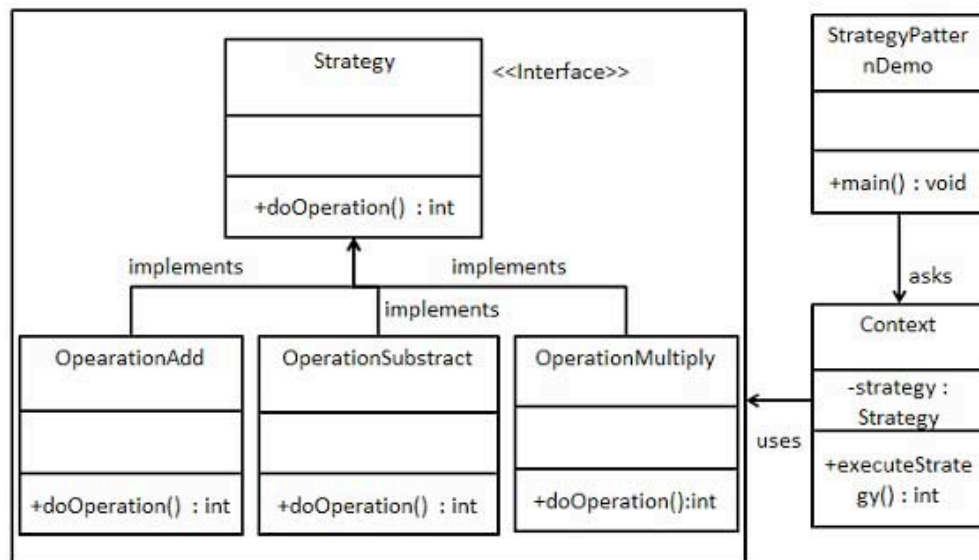 Strategy
<<Interface>>
+doOperation() : int
implements
implements
implements
OpearationAdd
+doOperation() : int
OperationSubstract
+doOperation() : int
OperationMultiply
+doOperation():int
StrategyPatter
nDemo
+main() : void
asks
Context
-strategy :
Strategy
+executeStrate
gy() : int
uses